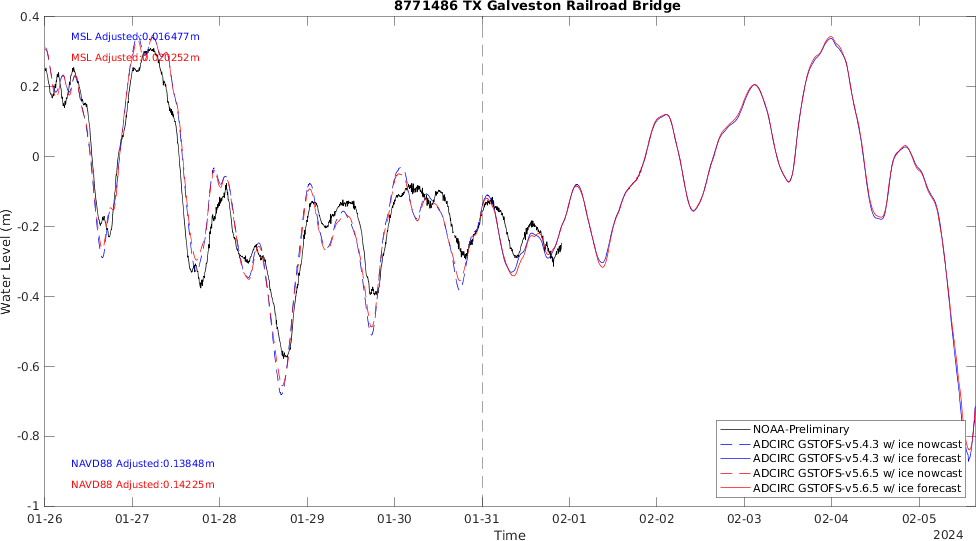 8771486 TX Galveston Railroad Bridge
MSL Adjusted:0.016477m
MSL Adjusted:0.020252m
NAVD88 Adjusted:0.13848m
NAVD88 Adjusted:0.14225m
Water Level (m)
0.4
0.2
0
-0.2
-0.4
-0.6
-0.8
-1
NOAA-Preliminary
ADCIRC GSTOFS-v5.4.3 w/ ice nowcast
ADCIRC GSTOFS-v5.4.3 w/ ice forecast
ADCIRC GSTOFS-v5.6.5 w/ ice nowcast
ADCIRC GSTOFS-v5.6.5 w/ ice forecast
01-26 01-27 01-28 01-29 01-30 01-31 02-01 02-02 02-03 02-04 02-05
Time
2024